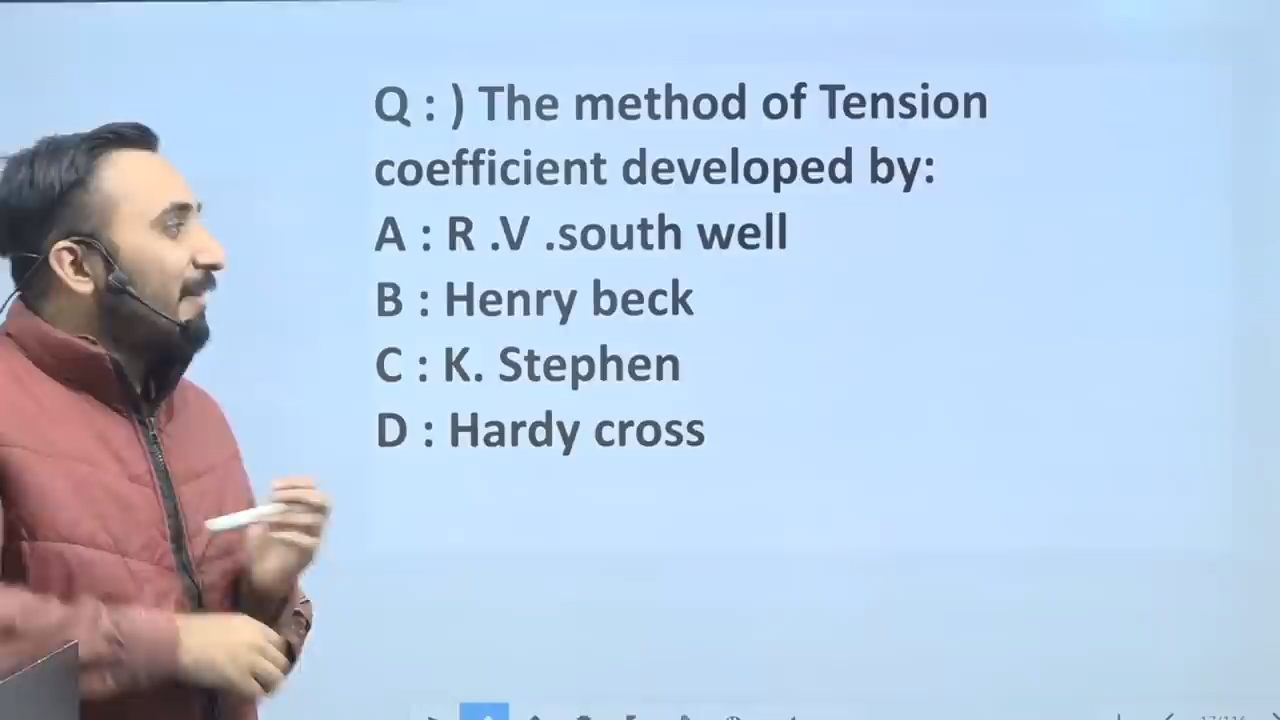 Q : ) The method of Tension
coefficient developed by:
A : R .V .south well
B : Henry beck
C : K. Stephen
D : Hardy cross